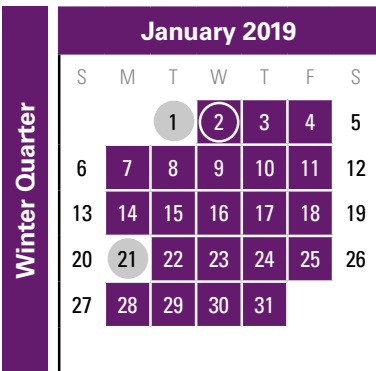 Winter Quarter
January 2019
S M T W T F S
1 2 3 4 5
6 7 8 9 10 11 12
13 14 15 16 17 18 19
20 21 22 23 24 25 26
27 28 29 30 31